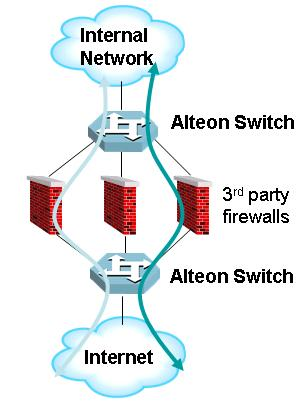 Internal
Network
Alteon Switch
3rd party
firewalls
Alteon Switch
Internet